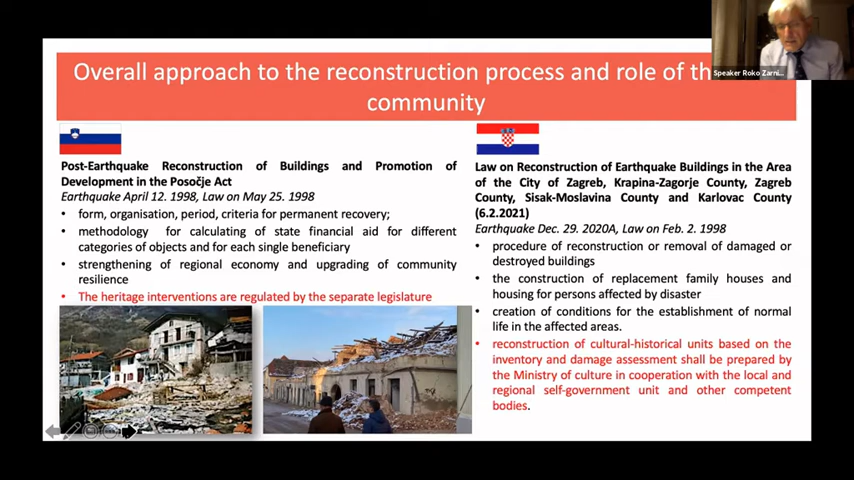 Overall approach to the reconstruction process and role of th
community
Speaker Roko Žarni...
Post-Earthquake Reconstruction of Buildings and Promotion of
Development in the Posočje Act
Earthquake April 12. 1998, Law on May 25. 1998
• form, organisation, period, criteria for permanent recovery;
• methodology for calculating of state financial aid for different
categories of objects and for each single beneficiary
• strengthening of regional economy and upgrading of community
resilience
• The heritage interventions are regulated by the separate legislature
Law on Reconstruction of Earthquake Buildings in the Area
of the City of Zagreb, Krapina-Zagorje County, Zagreb
County, Sisak-Moslavina County and Karlovac County
(6.2.2021)
Earthquake Dec. 29. 2020A, Law on Feb. 2. 1998
• procedure of reconstruction or removal of damaged or
destroyed buildings
• the construction of replacement family houses and
housing for persons affected by disaster
• creation of conditions for the establishment of normal
life in the affected areas.
• reconstruction of cultural-historical units based on the
inventory and damage assessment shall be prepared by
the Ministry of culture in cooperation with the local and
regional self-government unit and other competent
bodies.